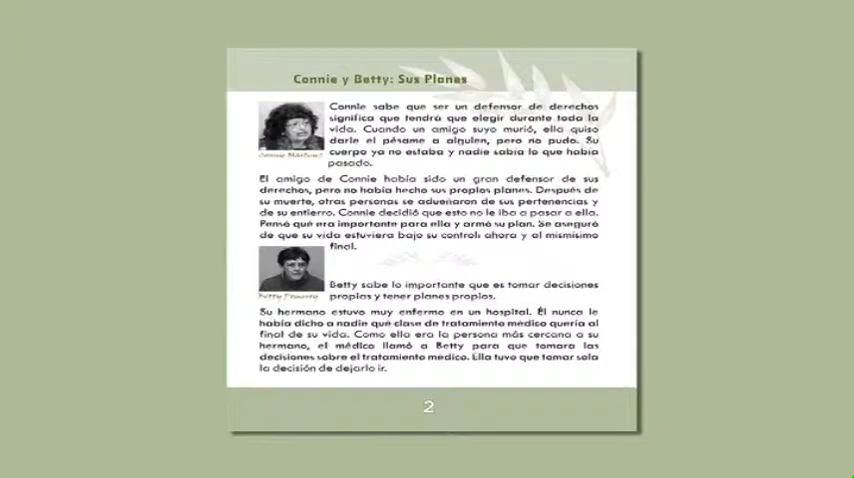 Connie y Betty: Sus Planes
Connie sabe que ser un defensor de derechos
significa que tendrá que elegir durante toda la
vida. Cuando un amigo suyo murió, ella quiso
darle el pésame a alguien, pero no pudo. Su
cuerpo ya no estaba y nadie sabía lo que había
pasado.
Connie Martinez
El amigo de Connie había sido un gran defensor de sus
derechos, pero no había hecho sus propios planes. Después de
su muerte, otras personas se adueñaron de sus pertenencias y
de su entierro. Connie decidió que esto no le iba a pasar a ella.
Pensó qué era importante para ella y armó su plan. Se aseguró
de que su vida estuviera bajo su control: ahora y al mismísimo
final.
Betty sabe lo importante que es tomar decisiones
propias y tener planes propios.
Betty
Su hermano estuvo muy enfermo en un hospital. Él nunca le
había dicho a nadie qué clase de tratamiento médico quería al
final de su vida. Como ella era la persona más cercana a su
hermano, el médico llamó a Betty para que tomara las
decisiones sobre el tratamiento médico. Ella tuvo que tomar sola
la decisión de dejarlo ir.
2